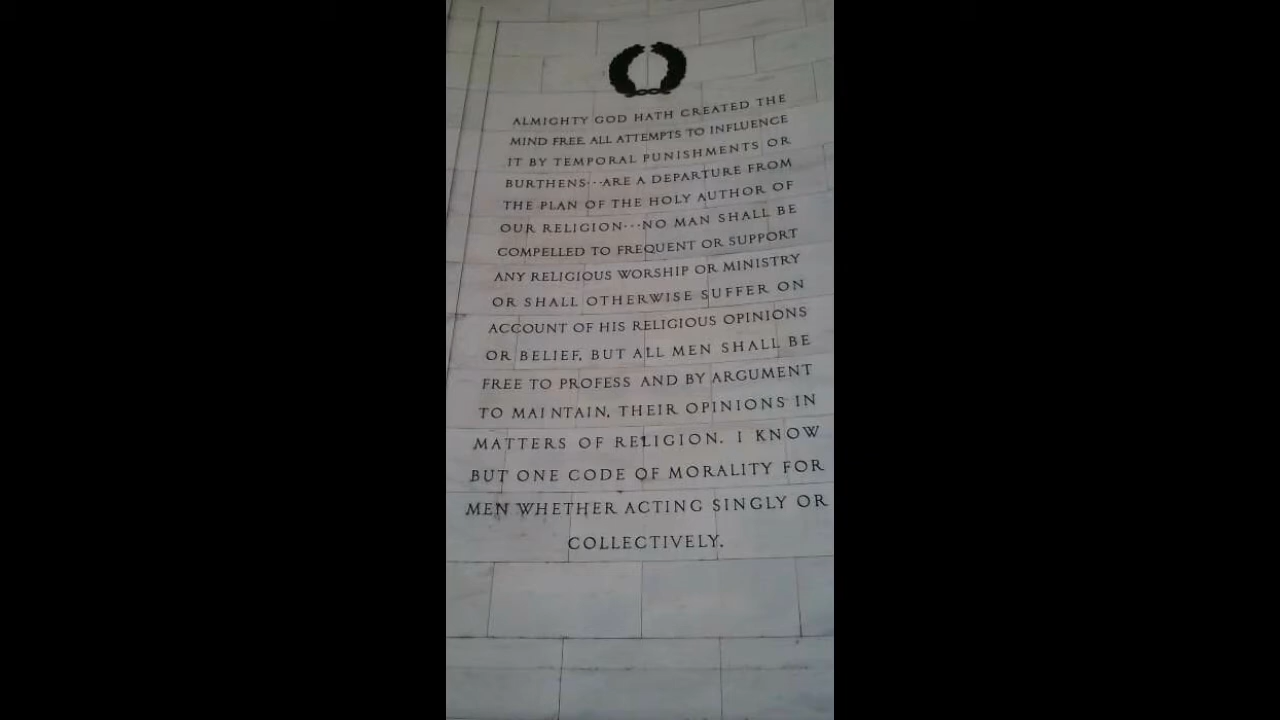 ALMIGHTY GOD HATH CREATED THE
MIND FREE. ALL ATTEMPTS TO INFLUENCE
IT BY TEMPORAL PUNISHMENTS OR
BURTHENS···ARE A DEPARTURE FROM
THE PLAN OF THE HOLY AUTHOR OF
OUR RELIGION···NO MAN SHALL BE
COMPELLED TO FREQUENT OR SUPPORT
ANY RELIGIOUS WORSHIP OR MINISTRY
OR SHALL OTHERWISE SUFFER ON
ACCOUNT OF HIS RELIGIOUS OPINIONS
OR BELIEF, BUT ALL MEN SHALL BE
FREE TO PROFESS AND BY ARGUMENT
TO MAINTAIN, THEIR OPINIONS IN
MATTERS OF RELIGION. I KNOW
BUT ONE CODE OF MORALITY FOR
MEN WHETHER ACTING SINGLY OR
COLLECTIVELY.